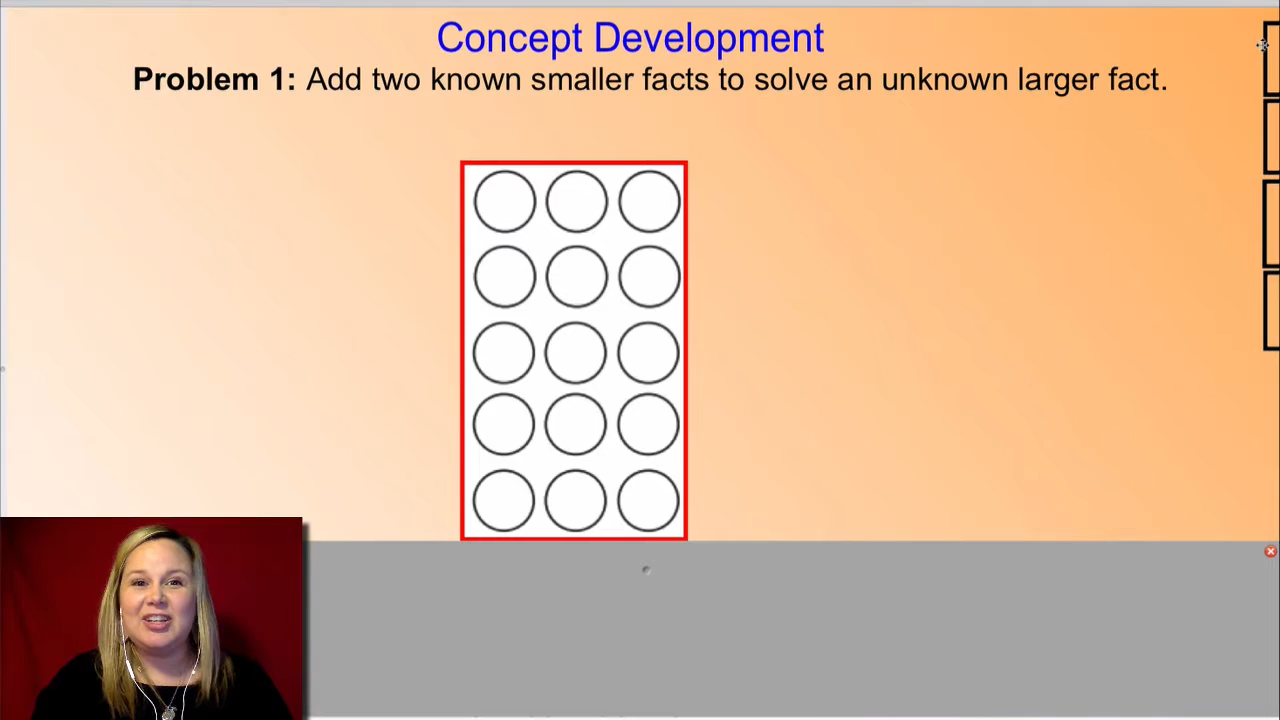 Concept Development
Problem 1: Add two known smaller facts to solve an unknown larger fact.